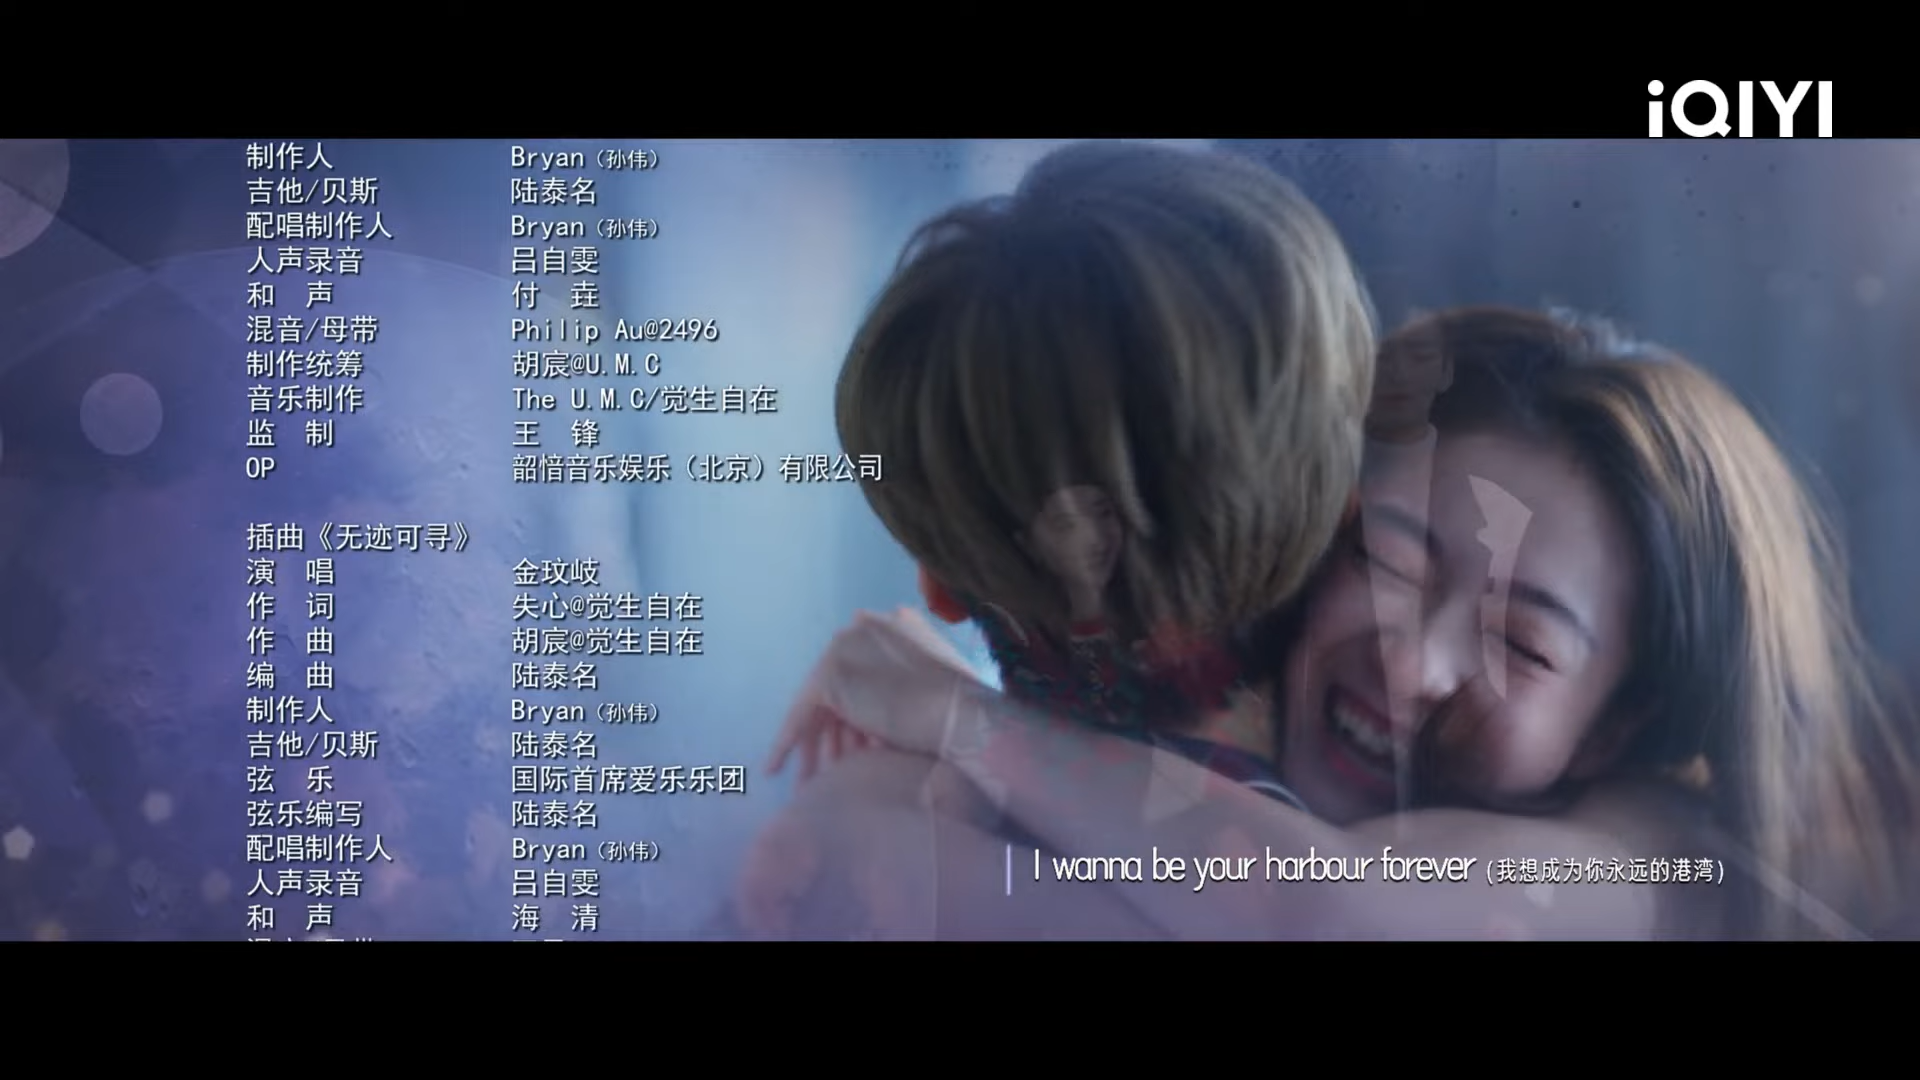 iQIYI
制作人 Bryan（孙伟）
吉他/贝斯 陆泰名
配唱制作人 Bryan（孙伟）
人声录音 吕自雯
和 声 付 垚
混音/母带 Philip Au@2496
制作统筹 胡宸@U.M.C
音乐制作 The U.M.C/觉生自在
监 制 王 锋
OP 韶愔音乐娱乐（北京）有限公司
插曲《无迹可寻》
演 唱 金玟岐
作 词 失心@觉生自在
作 曲 胡宸@觉生自在
编 曲 陆泰名
制作人 Bryan（孙伟）
吉他/贝斯 陆泰名
弦 乐 国际首席爱乐乐团
弦乐编写 陆泰名
配唱制作人 Bryan（孙伟）
人声录音 吕自雯
和 声 海 清
I wanna be your harbour forever (我想成为你永远的港湾)